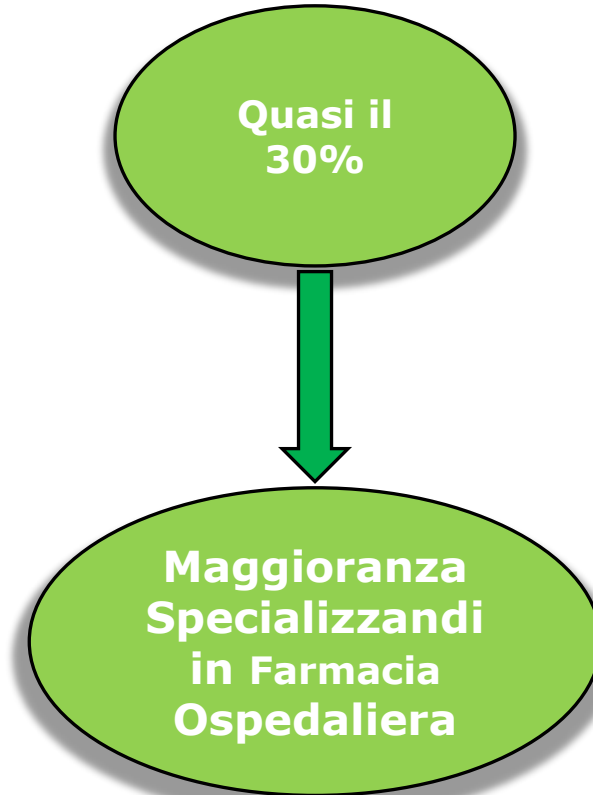 Quasi il
30%
Maggioranza
Specializzandi
in Farmacia
Ospedaliera